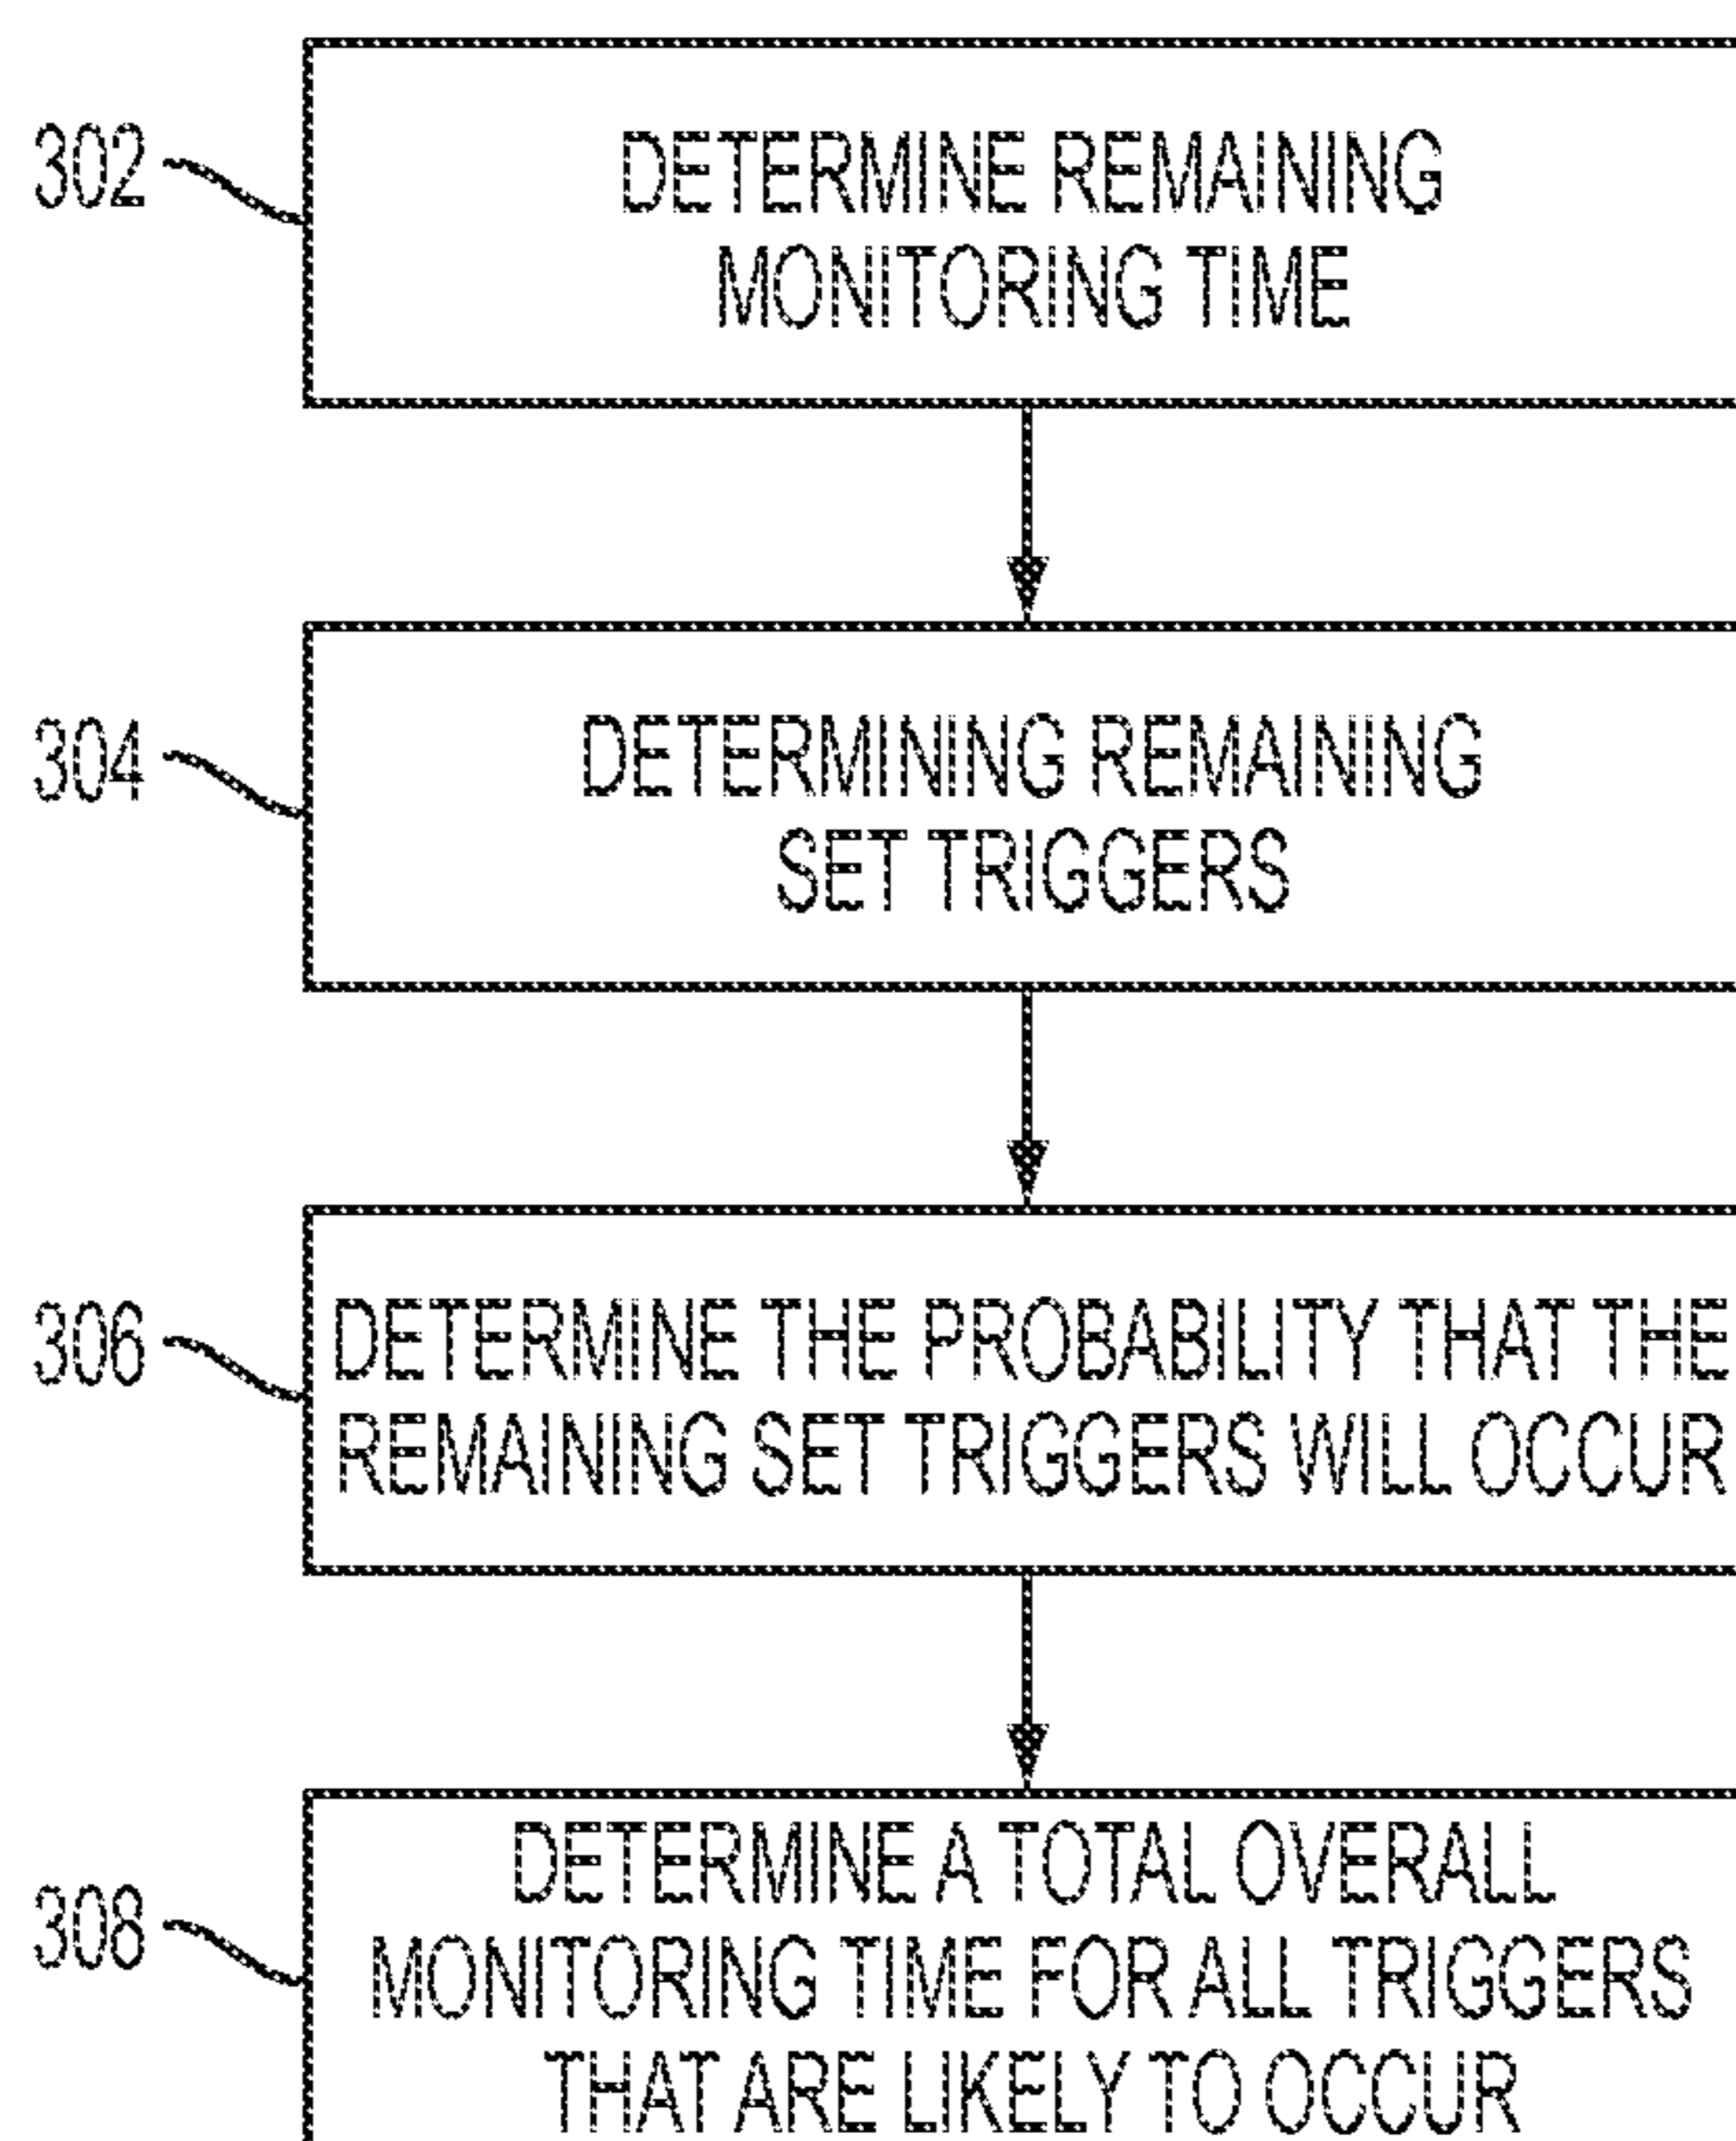 302
DETERMINE REMAINING
MONITORING TIME
304
DETERMINING REMAINING
SET TRIGGERS
306
DETERMINE THE PROBABILITY THAT THE
REMAINING SET TRIGGERS WILL OCCUR
308
DETERMINE A TOTAL OVERALL
MONITORING TIME FOR ALL TRIGGERS
THAT ARE LIKELY TO OCCUR